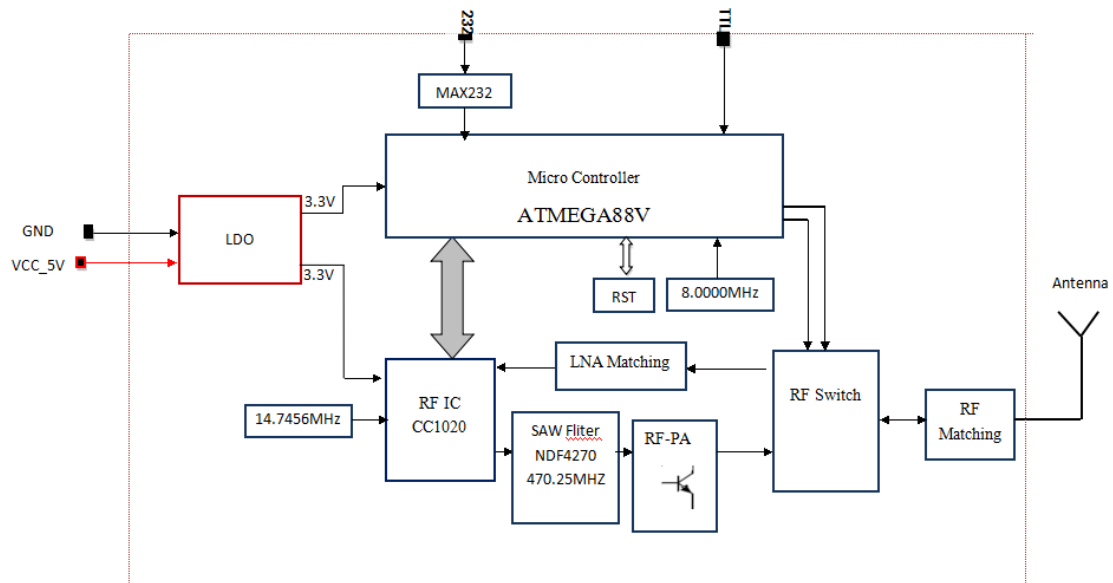 232
TTL
MAX232
Micro Controller
ATMEGA88V
3.3V
GND
LDO
VCC_5V
3.3V
RST
8.0000MHz
Antenna
LNA Matching
RF IC
CC1020
RF Switch
14.7456MHz
SAW Fliter
NDF4270
470.25MHZ
RF-PA
RF
Matching